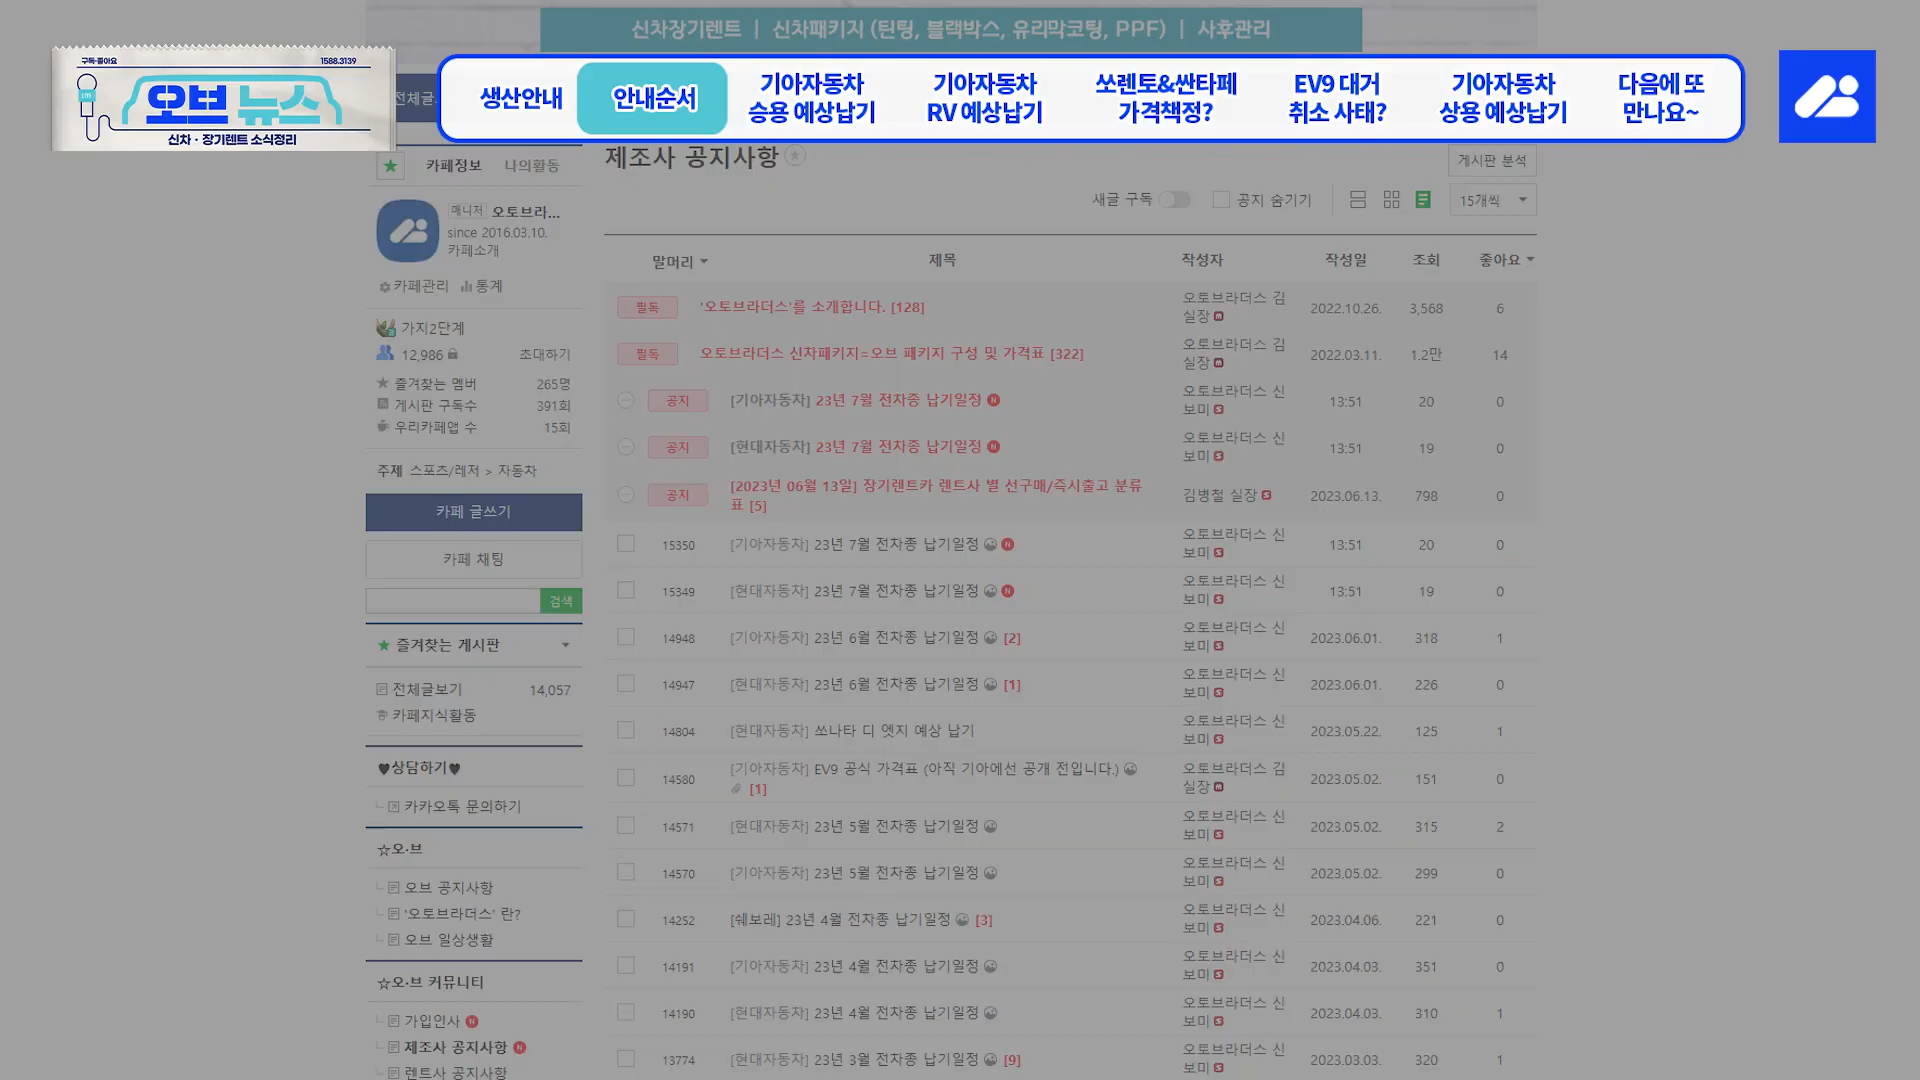 신차장기렌트 | 신차패키지 (틴팅, 블랙박스, 유리막코팅, PPF) | 사후관리
구독·좋아요
1588.3139
오브 뉴스
신차 · 장기렌트 소식정리
전체글
생산안내
안내순서
기아자동차
승용 예상납기
기아자동차
RV 예상납기
쏘렌토&싼타페
가격책정?
EV9 대거
취소 사태?
기아자동차
상용 예상납기
다음에 또
만나요~
카페정보 나의활동
매니저 오토브라...
since 2016.03.10.
카페소개
카페관리 통계
가지2단계
12,986 초대하기
즐겨찾는 멤버 265명
게시판 구독수 391회
우리카페앱 수 15회
주제 스포츠/레저 > 자동차
카페 글쓰기
카페 채팅
검색
즐겨찾는 게시판
전체글보기 14,057
카페지식활동
♥상담하기♥
카카오톡 문의하기
☆오·브
오브 공지사항
'오토브라더스' 란?
오브 일상생활
☆오·브 커뮤니티
가입인사 N
제조사 공지사항 N
렌트사 공지사항
제조사 공지사항
게시판 분석
새글 구독 공지 숨기기 15개씩
말머리 제목 작성자 작성일 조회 좋아요
필독 '오토브라더스'를 소개합니다. [128] 오토브라더스 김실장 2022.10.26. 3,568 6
필독 오토브라더스 신차패키지=오브 패키지 구성 및 가격표 [322] 오토브라더스 김실장 2022.03.11. 1.2만 14
공지 [기아자동차] 23년 7월 전차종 납기일정 N 오토브라더스 신보미 13:51 20 0
공지 [현대자동차] 23년 7월 전차종 납기일정 N 오토브라더스 신보미 13:51 19 0
공지 [2023년 06월 13일] 장기렌트카 렌트사 별 선구매/즉시출고 분류표 [5] 김병철 실장 2023.06.13. 798 0
15350 [기아자동차] 23년 7월 전차종 납기일정 N 오토브라더스 신보미 13:51 20 0
15349 [현대자동차] 23년 7월 전차종 납기일정 N 오토브라더스 신보미 13:51 19 0
14948 [기아자동차] 23년 6월 전차종 납기일정 [2] 오토브라더스 신보미 2023.06.01. 318 1
14947 [현대자동차] 23년 6월 전차종 납기일정 [1] 오토브라더스 신보미 2023.06.01. 226 0
14804 [현대자동차] 쏘나타 디 엣지 예상 납기 오토브라더스 신보미 2023.05.22. 125 1
14580 [기아자동차] EV9 공식 가격표 (아직 기아에선 공개 전입니다.) [1] 오토브라더스 김실장 2023.05.02. 151 0
14571 [현대자동차] 23년 5월 전차종 납기일정 오토브라더스 신보미 2023.05.02. 315 2
14570 [기아자동차] 23년 5월 전차종 납기일정 오토브라더스 신보미 2023.05.02. 299 0
14252 [쉐보레] 23년 4월 전차종 납기일정 [3] 오토브라더스 신보미 2023.04.06. 221 0
14191 [기아자동차] 23년 4월 전차종 납기일정 오토브라더스 신보미 2023.04.03. 351 0
14190 [현대자동차] 23년 4월 전차종 납기일정 오토브라더스 신보미 2023.04.03. 310 1
13774 [현대자동차] 23년 3월 전차종 납기일정 [9] 오토브라더스 신보미 2023.03.03. 320 1